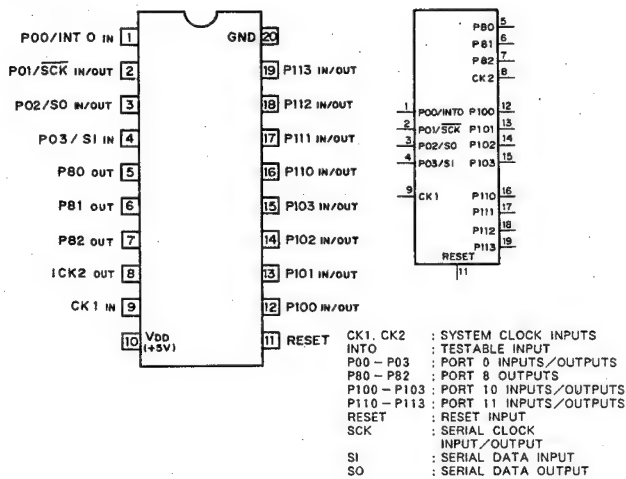 P00/INT 0 IN 1
P01/SCK IN/OUT 2
P02/SO IN/OUT 3
P03/SI IN 4
P80 OUT 5
P81 OUT 6
P82 OUT 7
ICK2 OUT 8
CK1 IN 9
10 VDD
(+5V)
GND 20
19 P113 IN/OUT
18 P112 IN/OUT
17 P111 IN/OUT
16 P110 IN/OUT
15 P103 IN/OUT
14 P102 IN/OUT
13 P101 IN/OUT
12 P100 IN/OUT
11 RESET
P80 5
P81 6
P82 7
CK2 8
1 P00/INT0 P100 12
2 P01/SCK P101 13
3 P02/SO P102 14
4 P03/SI P103 15
9 CK1 P110 16
P111 17
P112 18
P113 19
RESET
11
CK1, CK2 : SYSTEM CLOCK INPUTS
INTO : TESTABLE INPUT
P00-P03 : PORT 0 INPUTS/OUTPUTS
P80-P82 : PORT 8 OUTPUTS
P100-P103 : PORT 10 INPUTS/OUTPUTS
P110-P113 : PORT 11 INPUTS/OUTPUTS
RESET : RESET INPUT
SCK : SERIAL CLOCK
INPUT/OUTPUT
SI : SERIAL DATA INPUT
SO : SERIAL DATA OUTPUT